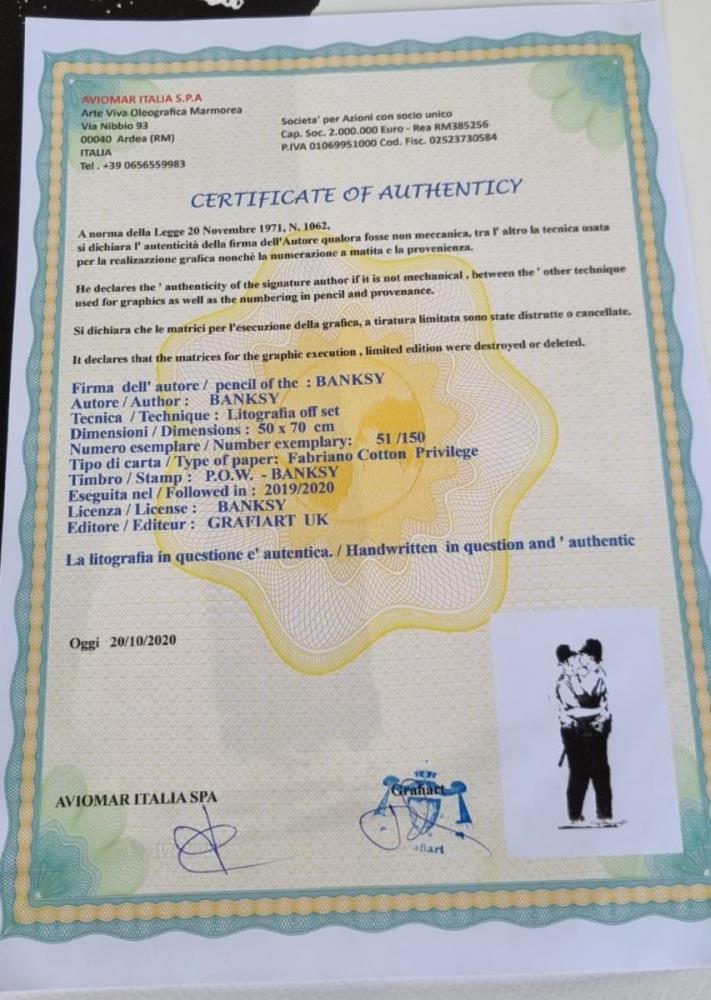 AVIOMAR ITALIA S.P.A
Arte Viva Oleografica Marmorea
Via Nibbio 93
00040 Ardea (RM)
ITALIA
Tel . +39 0656559983
Societa' per Azioni con socio unico
Cap. Soc. 2.000.000 Euro - Rea RM385256
P.IVA 01069951000 Cod. Fisc. 02523730584
CERTIFICATE OF AUTHENTICY
A norma della Legge 20 Novembre 1971, N. 1062,
si dichiara l' autenticità della firma dell'Autore qualora fosse non meccanica, tra l' altro la tecnica usata
per la realizazzione grafica nonchè la numerazione a matita e la provenienza.
He declares the ' authenticity of the signature author if it is not mechanical , between the ' other technique
used for graphics as well as the numbering in pencil and provenance.
Si dichiara che le matrici per l'esecuzione della grafica, a tiratura limitata sono state distrutte o cancellate.
It declares that the matrices for the graphic execution , limited edition were destroyed or deleted.
Firma dell' autore / pencil of the : BANKSY
Autore / Author : BANKSY
Tecnica / Technique : Litografia off set
Dimensioni / Dimensions : 50 x 70 cm
Numero esemplare / Number exemplary: 51 /150
Tipo di carta / Type of paper: Fabriano Cotton Privilege
Timbro / Stamp : P.O.W. - BANKSY
Eseguita nel / Followed in : 2019/2020
Licenza / License : BANKSY
Editore / Editeur : GRAFIART UK
La litografia in questione e' autentica. / Handwritten in question and ' authentic
Oggi 20/10/2020
AVIOMAR ITALIA SPA
Grafiart